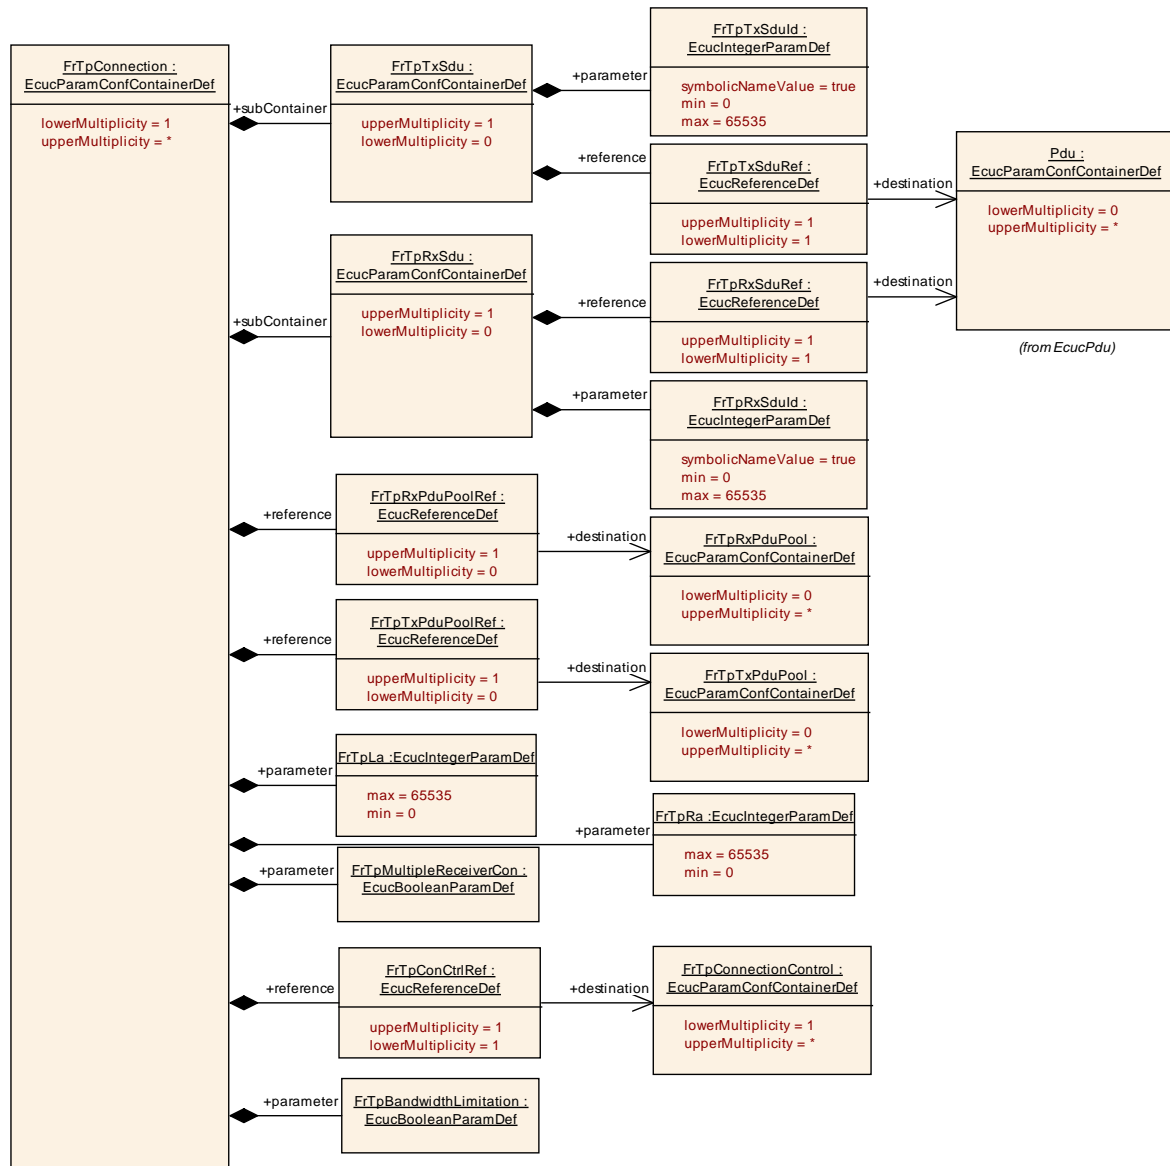 FrTpConnection :
EcucParamConfContainerDef
lowerMultiplicity = 1
upperMultiplicity = *
+subContainer
FrTpTxSdu :
EcucParamConfContainerDef
upperMultiplicity = 1
lowerMultiplicity = 0
+parameter
FrTpTxSduId :
EcucIntegerParamDef
symbolicNameValue = true
min = 0
max = 65535
+reference
FrTpTxSduRef :
EcucReferenceDef
upperMultiplicity = 1
lowerMultiplicity = 1
+destination
Pdu :
EcucParamConfContainerDef
lowerMultiplicity = 0
upperMultiplicity = *
(from EcucPdu)
+subContainer
FrTpRxSdu :
EcucParamConfContainerDef
upperMultiplicity = 1
lowerMultiplicity = 0
+reference
FrTpRxSduRef :
EcucReferenceDef
upperMultiplicity = 1
lowerMultiplicity = 1
+destination
+parameter
FrTpRxSduId :
EcucIntegerParamDef
symbolicNameValue = true
min = 0
max = 65535
+reference
FrTpRxPduPoolRef :
EcucReferenceDef
upperMultiplicity = 1
lowerMultiplicity = 0
+destination
FrTpRxPduPool :
EcucParamConfContainerDef
lowerMultiplicity = 0
upperMultiplicity = *
+reference
FrTpTxPduPoolRef :
EcucReferenceDef
upperMultiplicity = 1
lowerMultiplicity = 0
+destination
FrTpTxPduPool :
EcucParamConfContainerDef
lowerMultiplicity = 0
upperMultiplicity = *
+parameter
FrTpLa :EcucIntegerParamDef
max = 65535
min = 0
+parameter
FrTpRa :EcucIntegerParamDef
max = 65535
min = 0
+parameter
FrTpMultipleReceiverCon :
EcucBooleanParamDef
+reference
FrTpConCtrlRef :
EcucReferenceDef
upperMultiplicity = 1
lowerMultiplicity = 1
+destination
FrTpConnectionControl :
EcucParamConfContainerDef
lowerMultiplicity = 1
upperMultiplicity = *
+parameter
FrTpBandwidthLimitation :
EcucBooleanParamDef